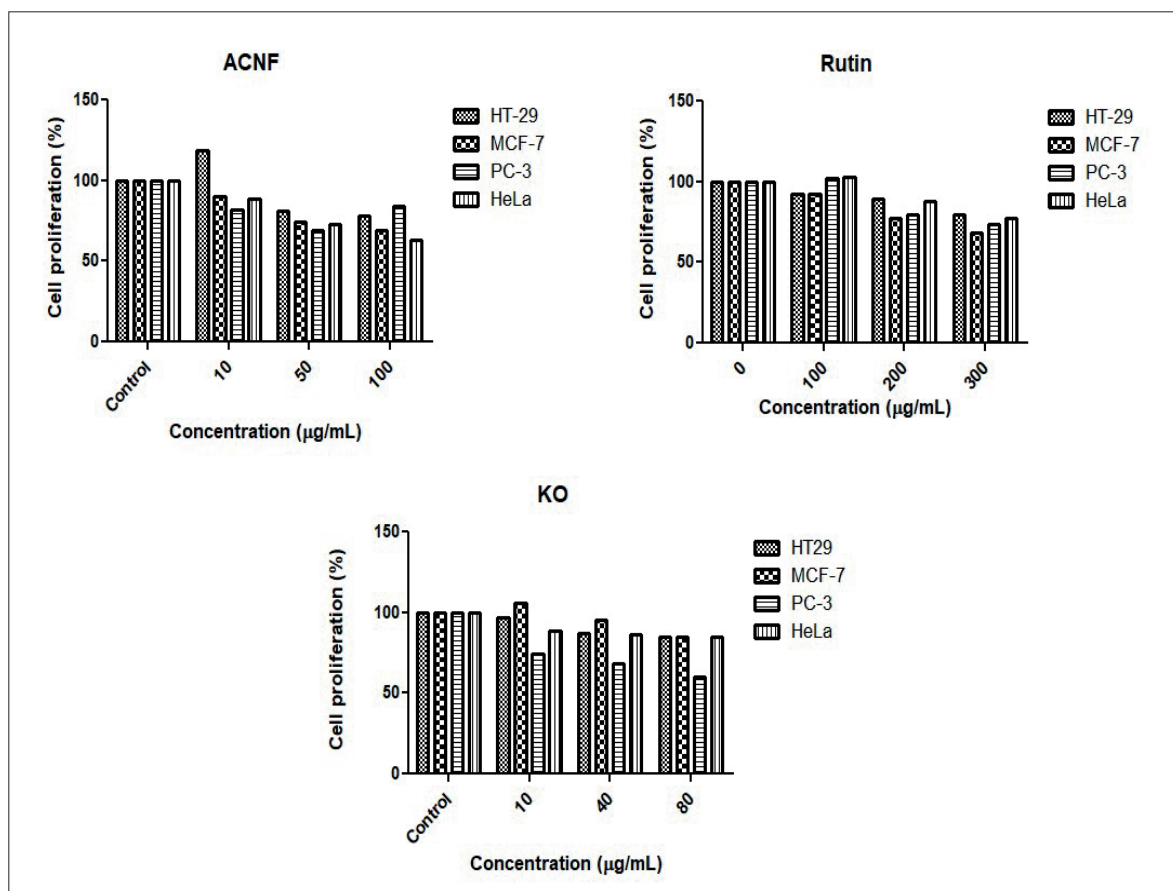 ACNF
Cell proliferation (%)
150
100
50
0
Control
10
50
100
Concentration (µg/mL)
HT-29
MCF-7
PC-3
HeLa
Rutin
Cell proliferation (%)
150
100
50
0
0
100
200
300
Concentration (µg/mL)
HT-29
MCF-7
PC-3
HeLa
KO
Cell proliferation (%)
150
100
50
0
Control
10
40
80
Concentration (µg/mL)
HT29
MCF-7
PC-3
HeLa